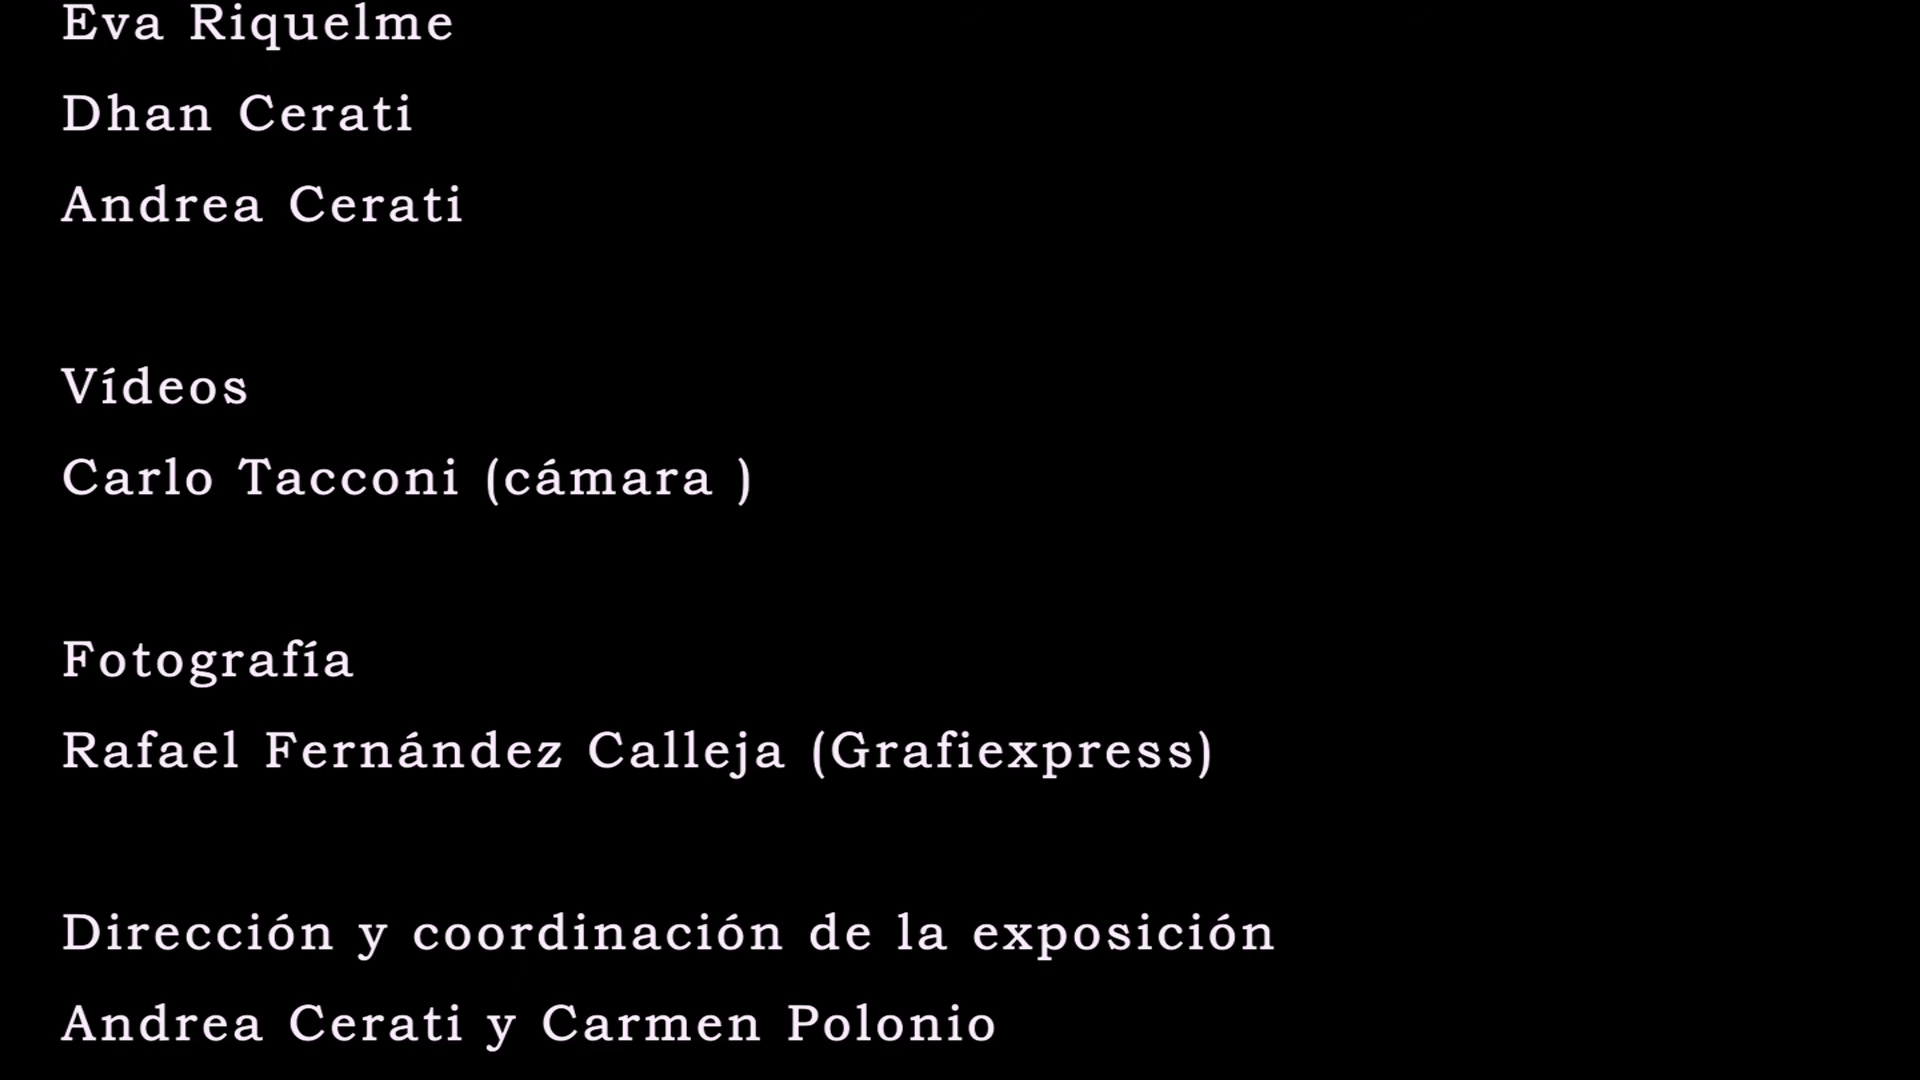 Eva Riquelme
Dhan Cerati
Andrea Cerati
Vídeos
Carlo Tacconi (cámara )
Fotografía
Rafael Fernández Calleja (Grafiexpress)
Dirección y coordinación de la exposición
Andrea Cerati y Carmen Polonio